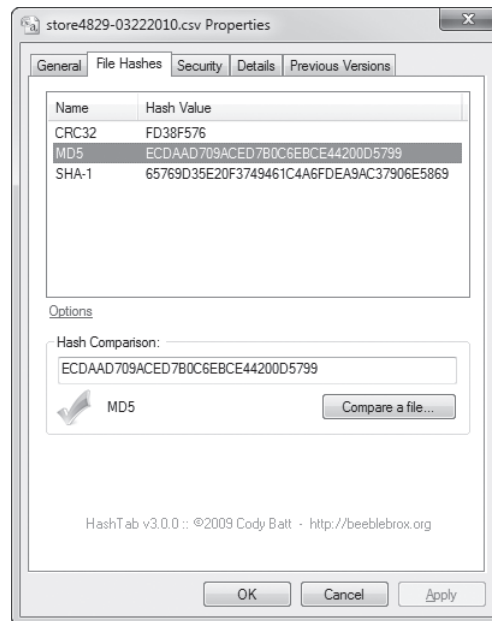 store4829-03222010.csv Properties
General File Hashes Security Details Previous Versions
Name Hash Value
CRC32 FD38F576
MD5 ECDAAD709ACED7B0C6EBCE44200D5799
SHA-1 65769D35E20F3749461C4A6FDEA9AC37906E5869
Options
Hash Comparison:
ECDAAD709ACED7B0C6EBCE44200D5799
MD5 Compare a file...
HashTab v3.0.0 :: ©2009 Cody Batt - http://beeblebrox.org
OK Cancel Apply